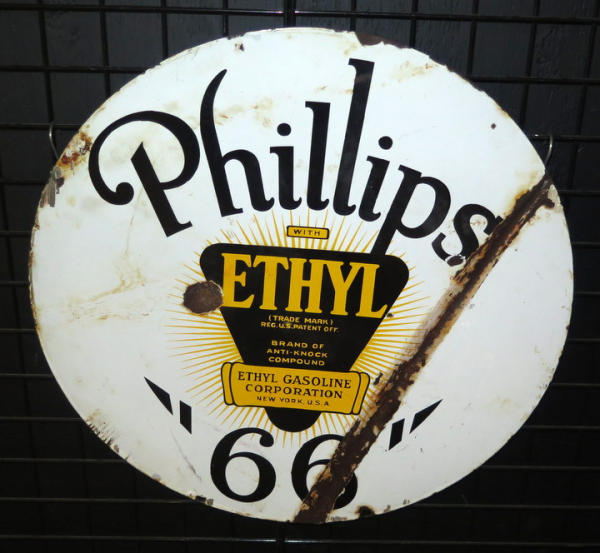 Phillips
WITH
ETHYL
(TRADE MARK)
REG. U.S. PATENT OFF.
BRAND OF
ANTI-KNOCK
COMPOUND
ETHYL GASOLINE
CORPORATION
NEW YORK, U.S.A.
"66"